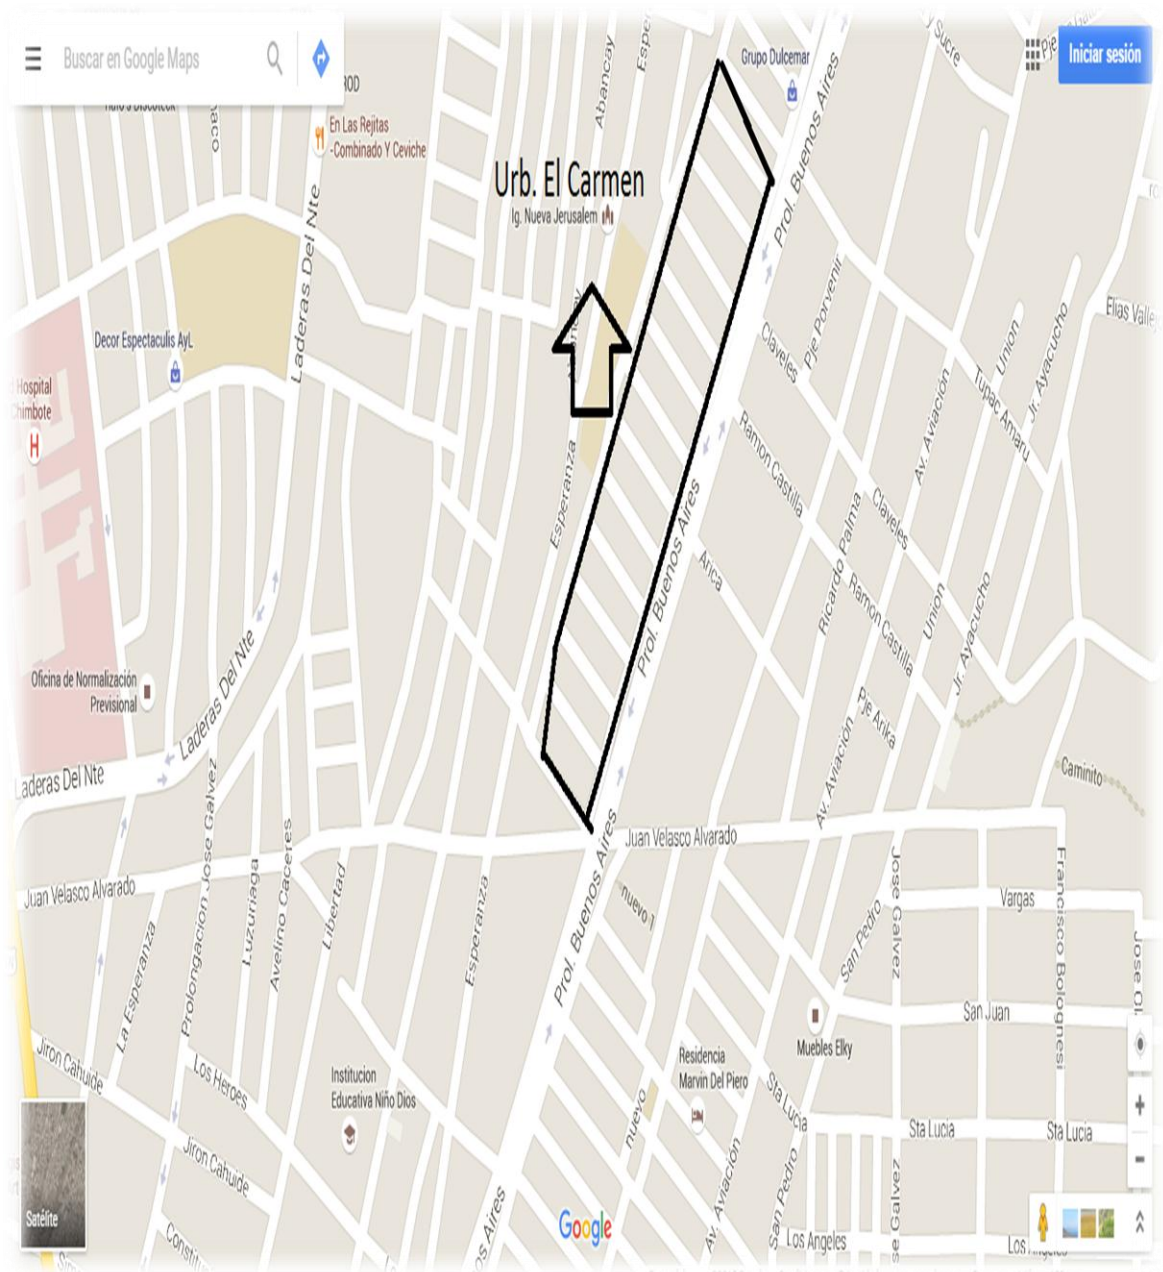 Buscar en Google Maps
Iniciar sesión
Grupo Dulcemar
En Las Rejitas
-Combinado Y Ceviche
Abancay
Prol. Buenos Aires
Urb. El Carmen
Ig. Nueva Jerusalem
Laderas Del Nte
Decor Espectaculis AyL
Hospital
Chimbote
H
Pje Porvenir
Claveles
Union
Jr. Ayacucho
Tupac Amaru
Av. Aviación
Ramon Castilla
Esperanza
Prol. Buenos Aires
Arica
Ricardo Palma
Claveles
Ramon Castilla
Union
Jr. Ayacucho
Oficina de Normalización
Previsional
Laderas Del Nte
Laderas Del Nte
Pje Arika
Av. Aviación
Caminito
Juan Velasco Alvarado
Juan Velasco Alvarado
Prolongacion Jose Galvez
Luzuriaga
Avelino Caceres
Libertad
Esperanza
Prol. Buenos Aires
La Esperanza
San Pedro
Jose Galvez
Vargas
Francisco Bolognesi
San Juan
Muebles Elky
Residencia
Marvin Del Piero
nuevo
Jiron Cahuide
Los Heroes
Institucion
Educativa Niño Dios
Jiron Cahuide
Sta Lucia
Sta Lucia
Sta Lucia
Av. Aviación
San Pedro
Los Angeles
Satélite
Google